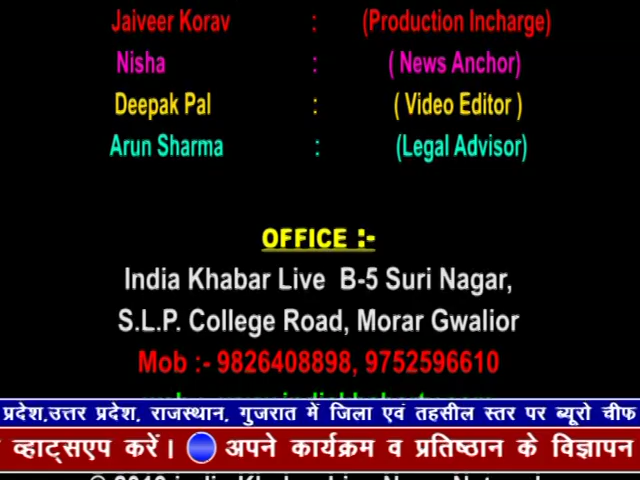 Jaiveer Korav : (Production Incharge)
Nisha : ( News Anchor)
Deepak Pal : ( Video Editor )
Arun Sharma : (Legal Advisor)
OFFICE :-
India Khabar Live B-5 Suri Nagar,
S.L.P. College Road, Morar Gwalior
Mob :- 9826408898, 9752596610
प्रदेश,उत्तर प्रदेश, राजस्थान, गुजरात में जिला एवं तहसील स्तर पर ब्यूरो चीफ
व्हाट्सएप करें। अपने कार्यक्रम व प्रतिष्ठान के विज्ञापन